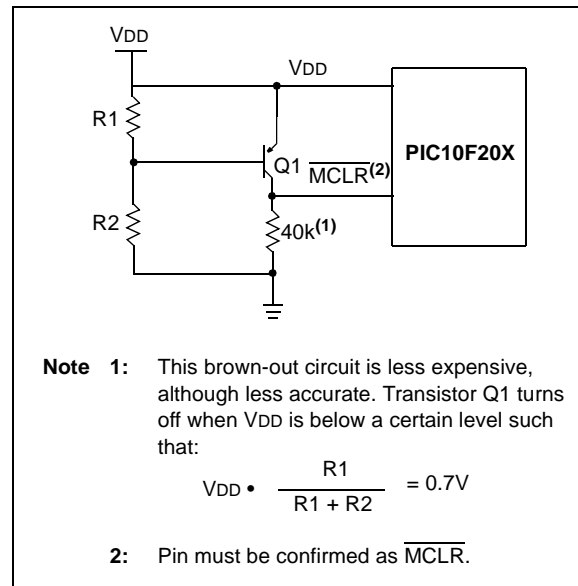 VDD
VDD
R1
PIC10F20X
Q1 MCLR(2)
R2
40k(1)
Note 1: This brown-out circuit is less expensive,
although less accurate. Transistor Q1 turns
off when VDD is below a certain level such
that:
VDD • R1 / R1 + R2 = 0.7V
2: Pin must be confirmed as MCLR.